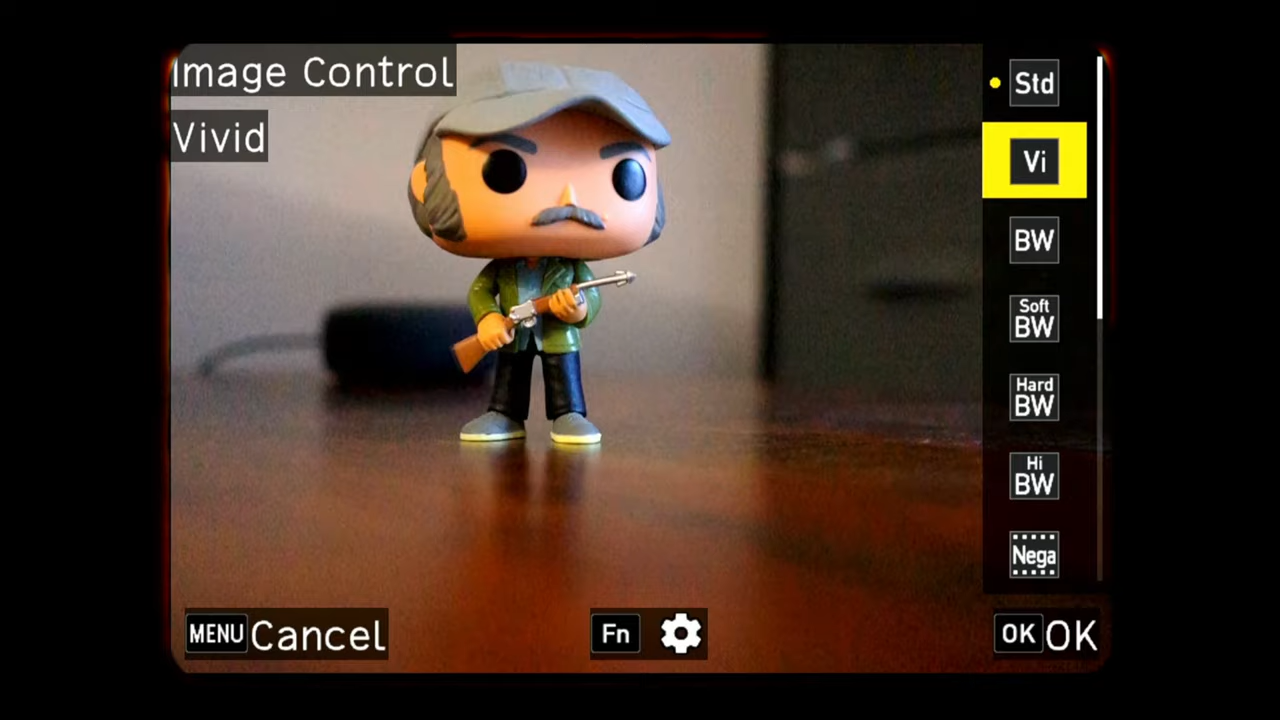 Image Control
Vivid
Std
Vi
BW
Soft
BW
Hard
BW
Hi
BW
Nega
MENU Cancel
Fn
OK OK